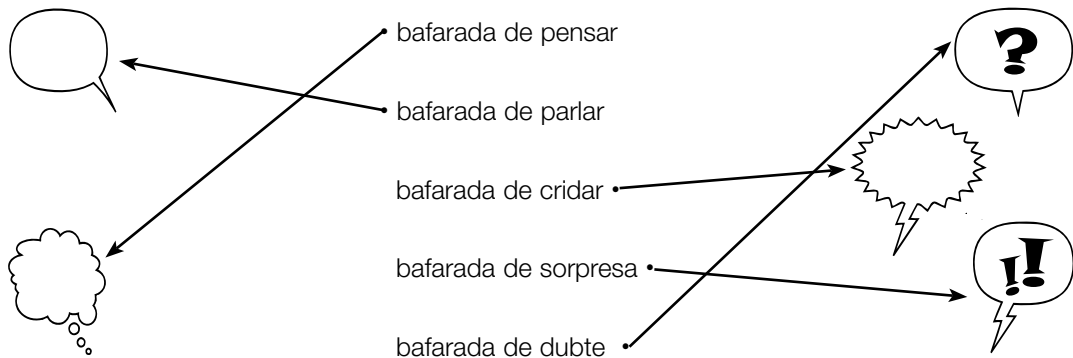 bafarada de pensar
?
bafarada de parlar
bafarada de cridar
bafarada de sorpresa
!!
bafarada de dubte